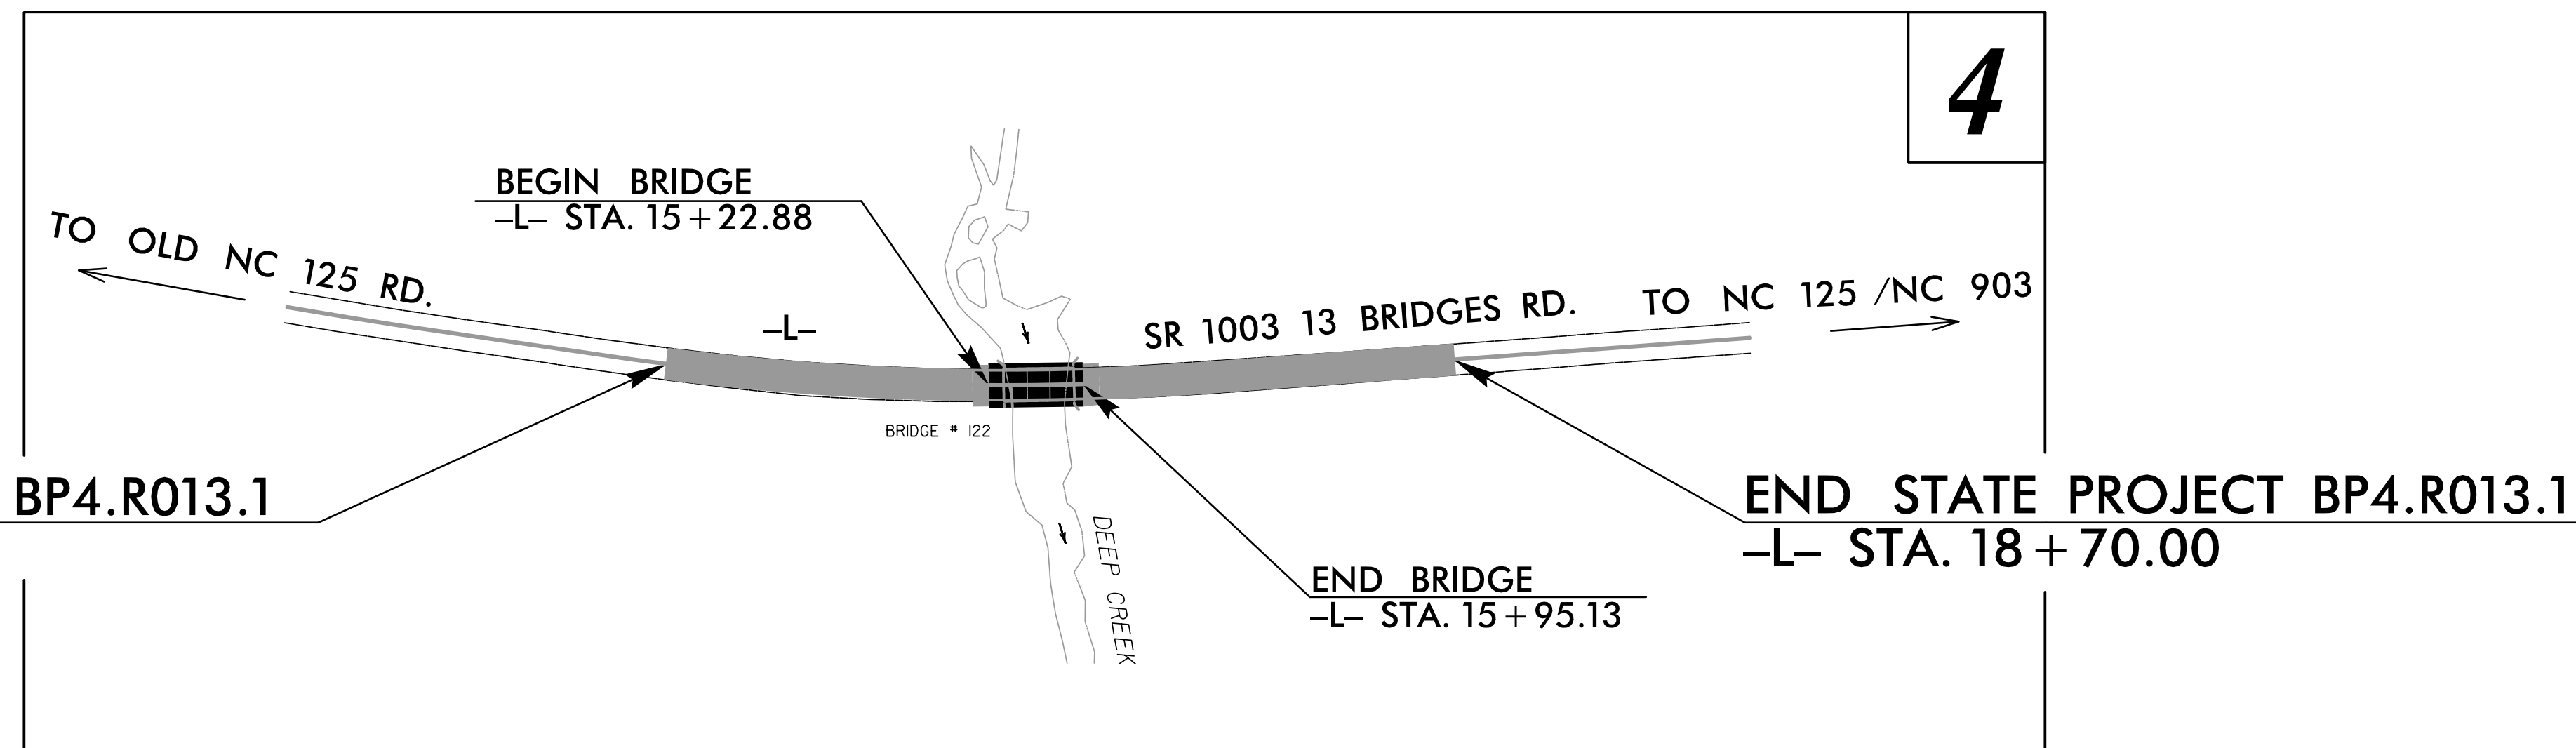 4
BEGIN BRIDGE
–L– STA. 15+22.88
TO OLD NC 125 RD.
–L–
SR 1003 13 BRIDGES RD.
TO NC 125 /NC 903
BRIDGE # 122
BP4.R013.1
END STATE PROJECT BP4.R013.1
–L– STA. 18+70.00
DEEP CREEK
END BRIDGE
–L– STA. 15+95.13